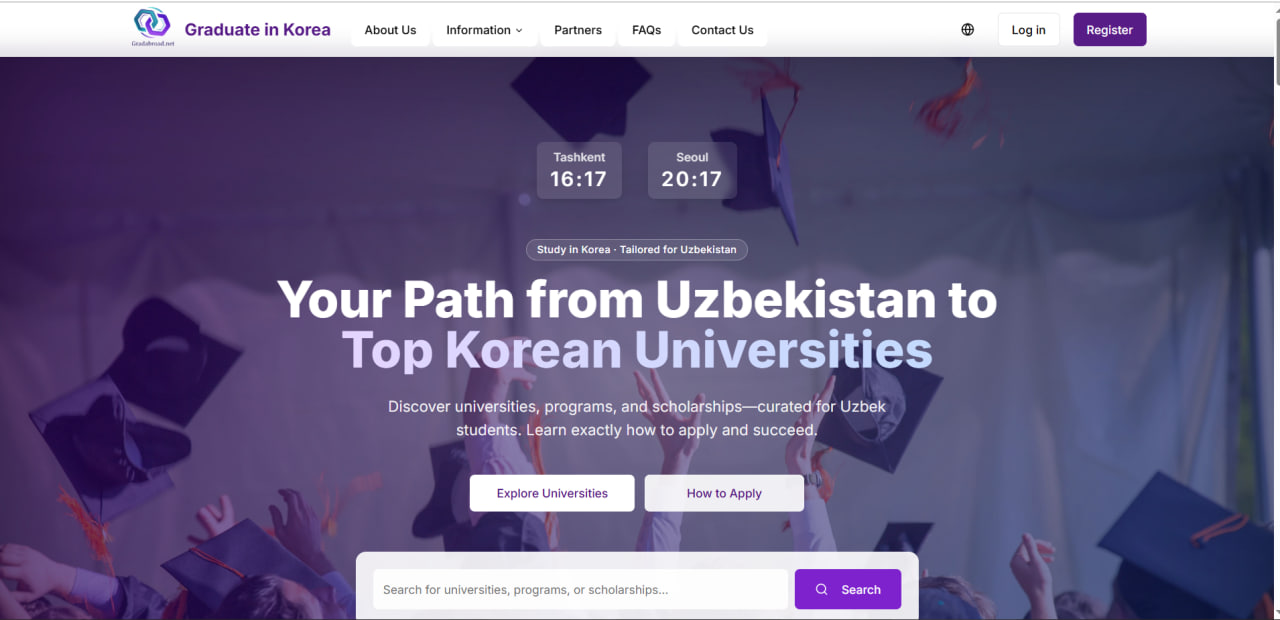 Gradabroad.net
Graduate in Korea
About Us
Information
Partners
FAQs
Contact Us
Log in
Register
Tashkent
16:17
Seoul
20:17
Study in Korea · Tailored for Uzbekistan
Your Path from Uzbekistan to
Top Korean Universities
Discover universities, programs, and scholarships—curated for Uzbek
students. Learn exactly how to apply and succeed.
Explore Universities
How to Apply
Search for universities, programs, or scholarships...
Search